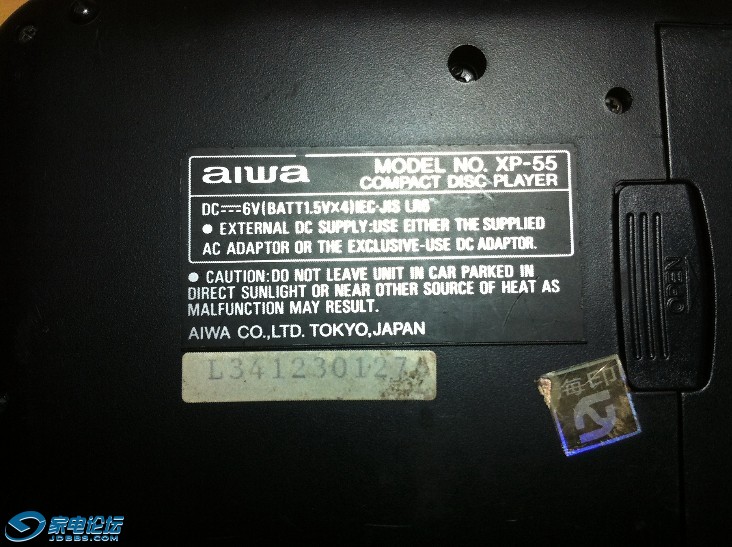 aiwa
MODEL NO. XP-55
COMPACT DISC-PLAYER
DC⎓6V(BATT1.5V×4)IEC·JIS LR6
● EXTERNAL DC SUPPLY:USE EITHER THE SUPPLIED
AC ADAPTOR OR THE EXCLUSIVE-USE DC ADAPTOR.
● CAUTION:DO NOT LEAVE UNIT IN CAR PARKED IN
DIRECT SUNLIGHT OR NEAR OTHER SOURCE OF HEAT AS
MALFUNCTION MAY RESULT.
AIWA CO.,LTD. TOKYO,JAPAN
OPEN
海·印
家电论坛
JDBBS.COM